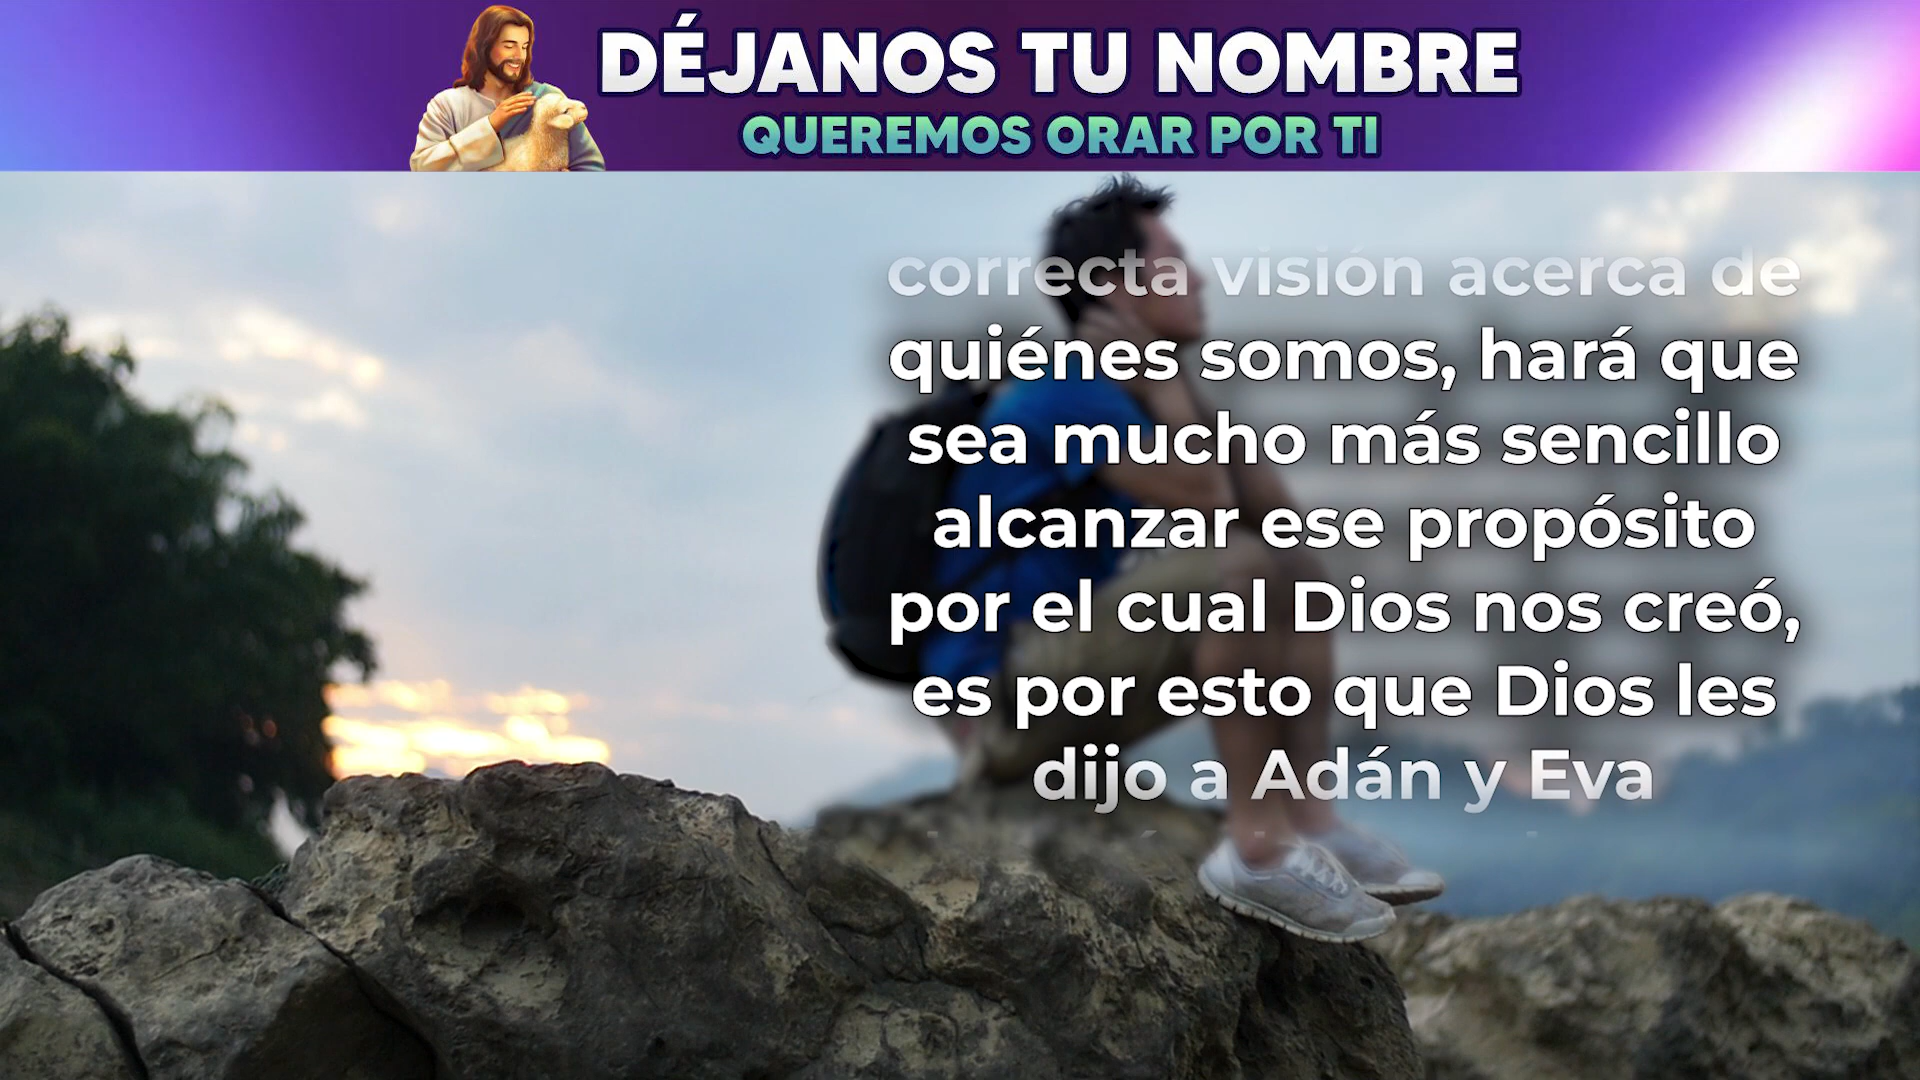 DÉJANOS TU NOMBRE
QUEREMOS ORAR POR TI
correcta visión acerca de
quiénes somos, hará que
sea mucho más sencillo
alcanzar ese propósito
por el cual Dios nos creó,
es por esto que Dios les
dijo a Adán y Eva